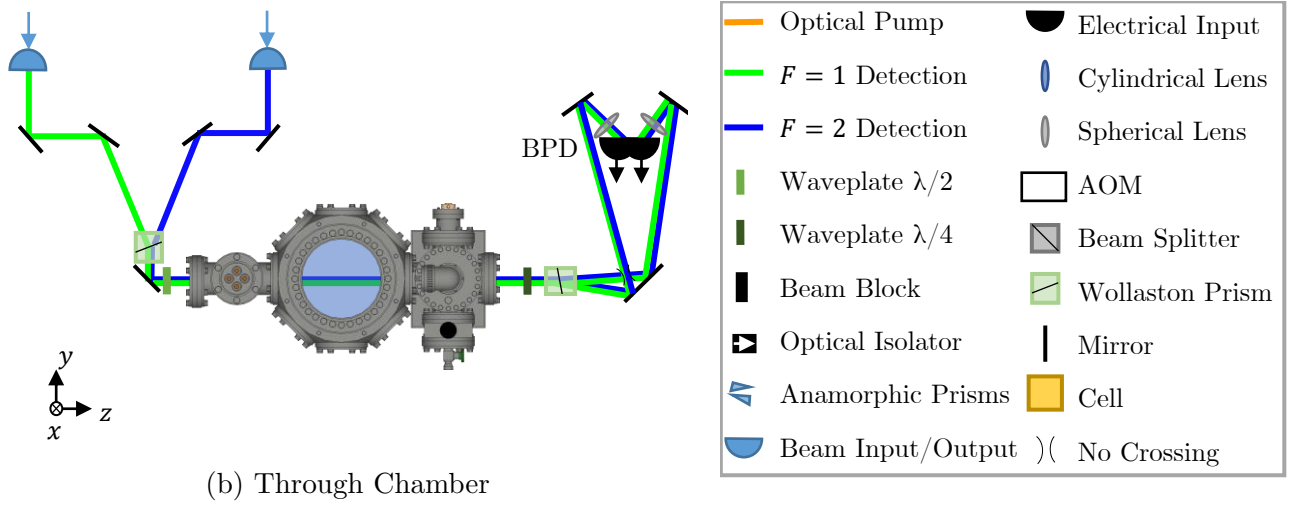 BPD
y
z
x
(b) Through Chamber
Optical Pump
F = 1 Detection
F = 2 Detection
Waveplate λ/2
Waveplate λ/4
Beam Block
Optical Isolator
Anamorphic Prisms
Beam Input/Output
Electrical Input
Cylindrical Lens
Spherical Lens
AOM
Beam Splitter
Wollaston Prism
Mirror
Cell
No Crossing